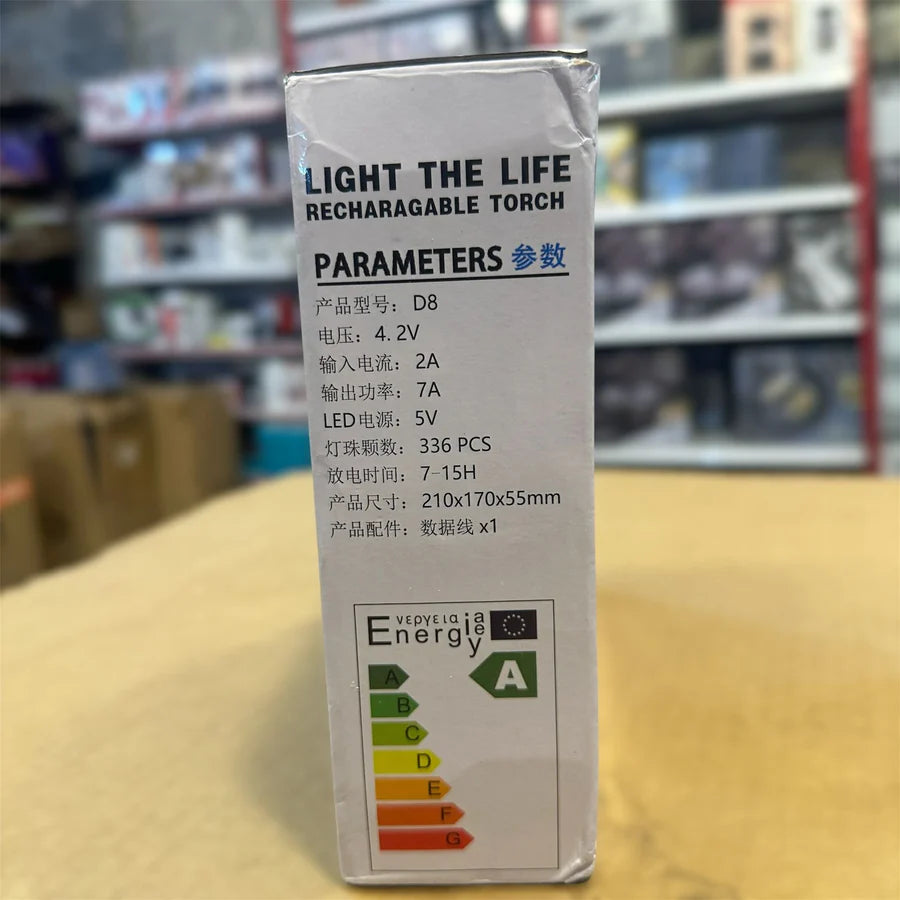 LIGHT THE LIFE
RECHARAGABLE TORCH
PARAMETERS 参数
产品型号: D8
电压: 4.2V
输入电流: 2A
输出功率: 7A
LED电源: 5V
灯珠颗数: 336 PCS
放电时间: 7-15H
产品尺寸: 210x170x55mm
产品配件: 数据线 x1
Ενεργεια
Energiaey
A
A
B
C
D
E
F
G